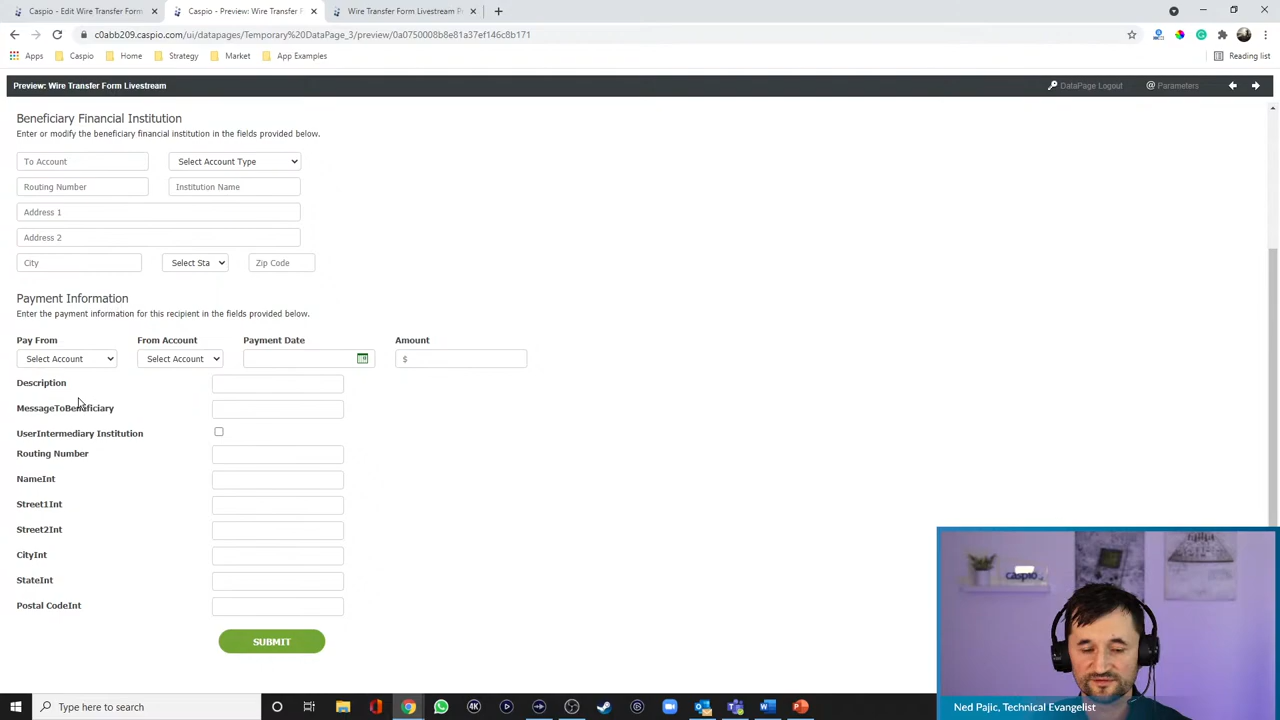 Caspio - Edit Wire Transfer Form
Caspio - Preview: Wire Transfer F
Wire Transfer Form Livestream P
c0abb209.caspio.com/ui/datapages/Temporary%20DataPage_3/preview/0a0750008b8e81a37ef146c8b171
Apps
Caspio
Home
Strategy
Market
App Examples
Reading list
Preview: Wire Transfer Form Livestream
DataPage Logout
@ Parameters
Beneficiary Financial Institution
Enter or modify the beneficiary financial institution in the fields provided below.
To Account
Select Account Type
Routing Number
Institution Name
Address 1
Address 2
City
Select Sta
Zip Code
Payment Information
Enter the payment information for this recipient in the fields provided below.
Pay From
From Account
Payment Date
Amount
Select Account
Select Account
$
Description
MessageToBeneficiary
UserIntermediary Institution
Routing Number
NameInt
Street1Int
Street2Int
CityInt
StateInt
Postal CodeInt
SUBMIT
caspio
Ned Pajic, Technical Evangelist
Type here to search